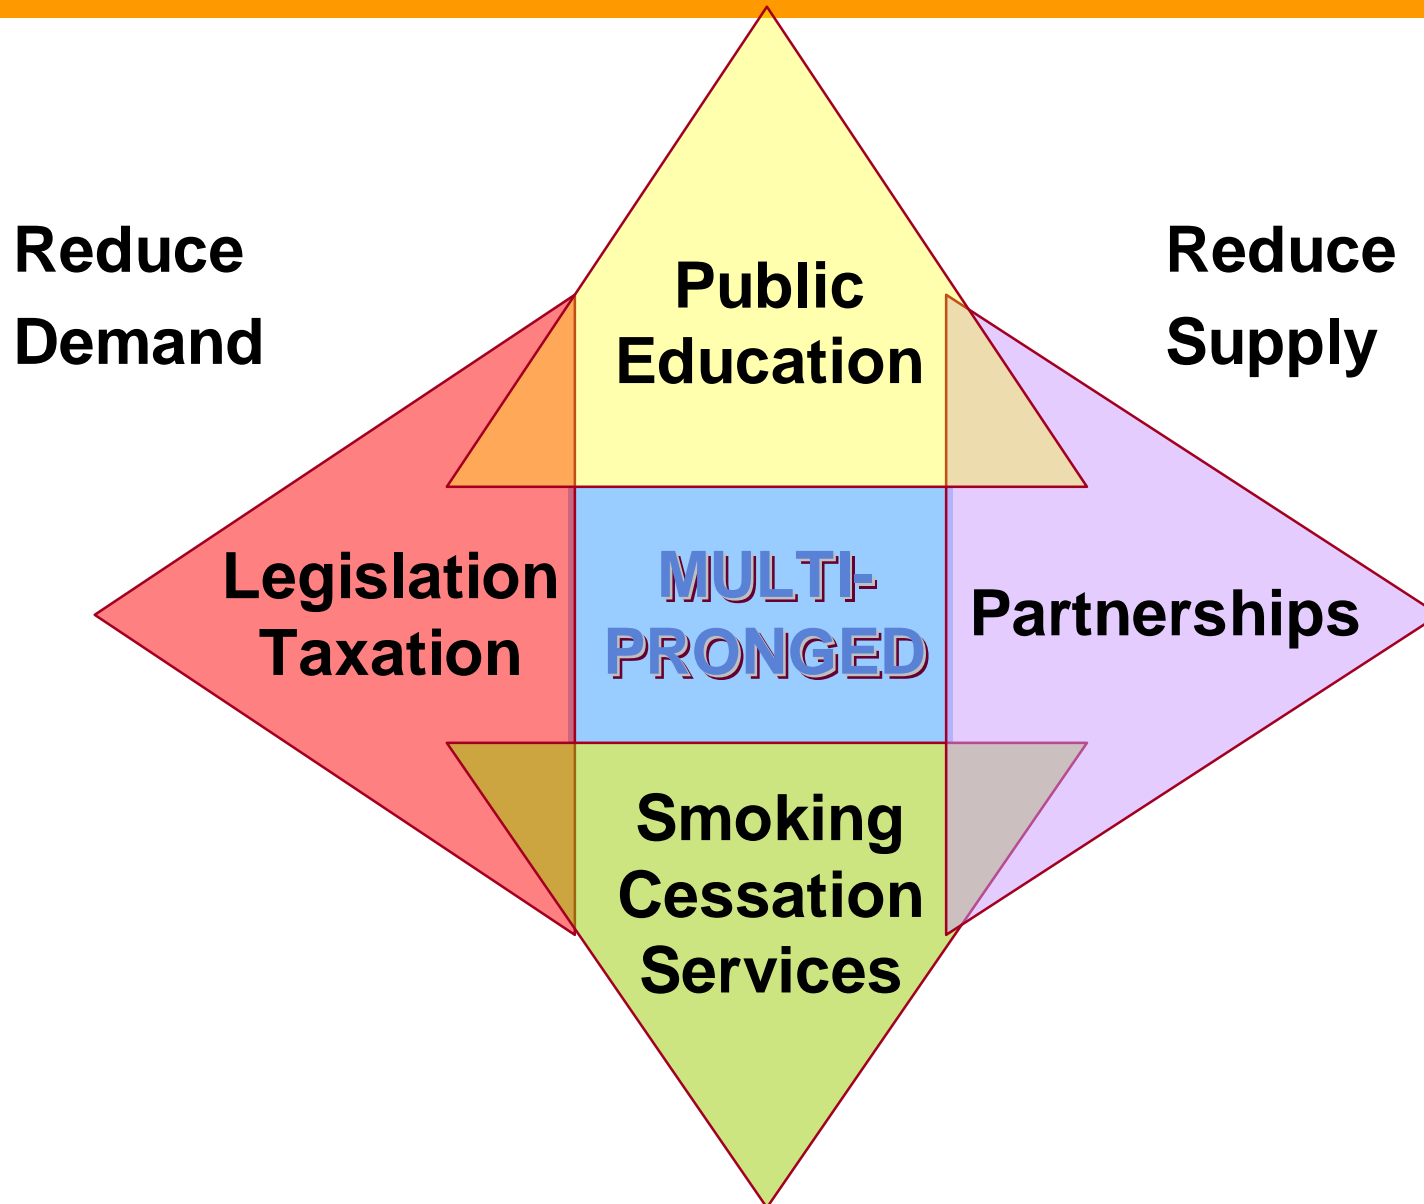 Reduce
Demand
Reduce
Supply
Public
Education
Legislation
Taxation
MULTI-
PRONGED
Partnerships
Smoking
Cessation
Services